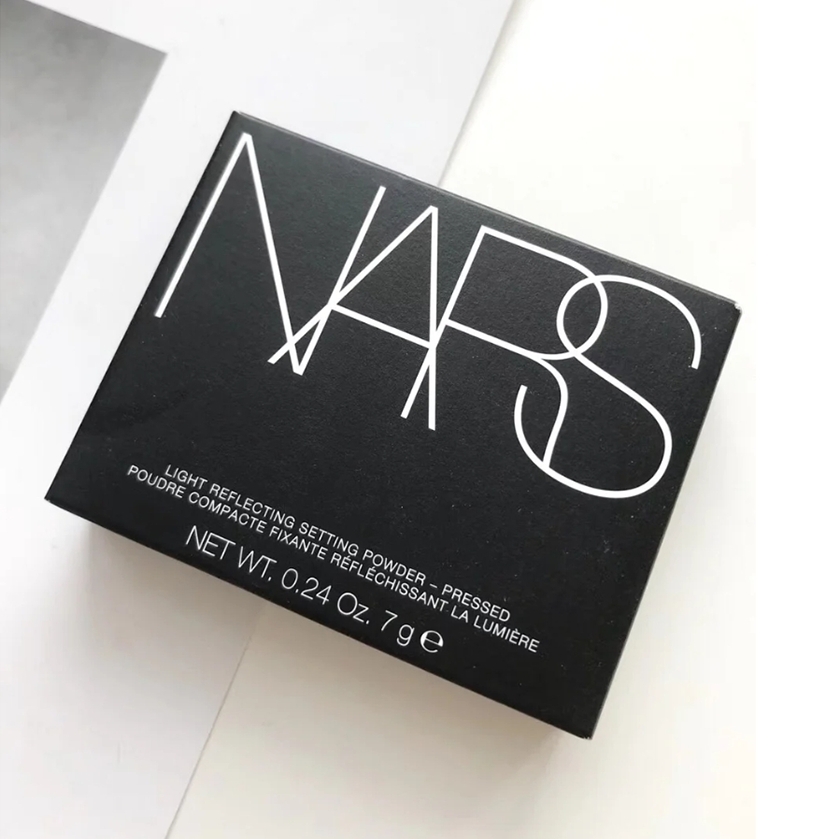 NARS
LIGHT REFLECTING SETTING POWDER – PRESSED
POUDRE COMPACTE FIXANTE RÉFLÉCHISSANT LA LUMIÈRE
NET WT. 0.24 OZ. 7 g ℮